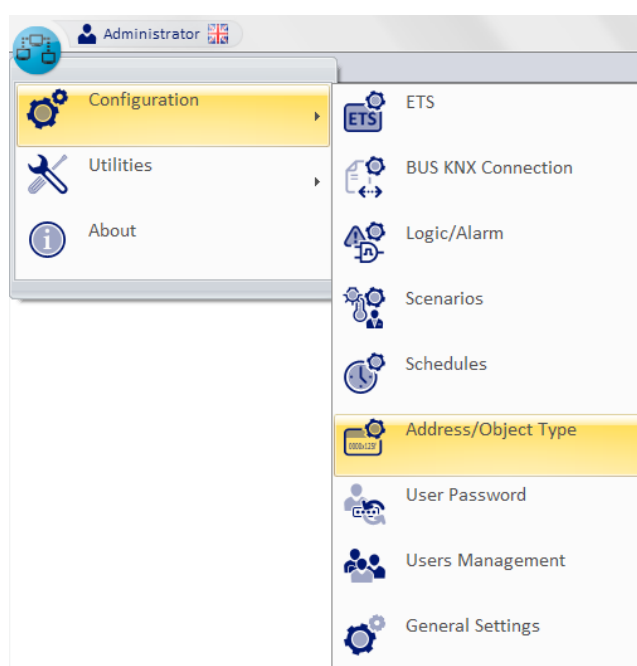 Administrator
Configuration
Utilities
About
ETS
ETS
BUS KNX Connection
Logic/Alarm
Scenarios
Schedules
Address/Object Type
User Password
Users Management
General Settings